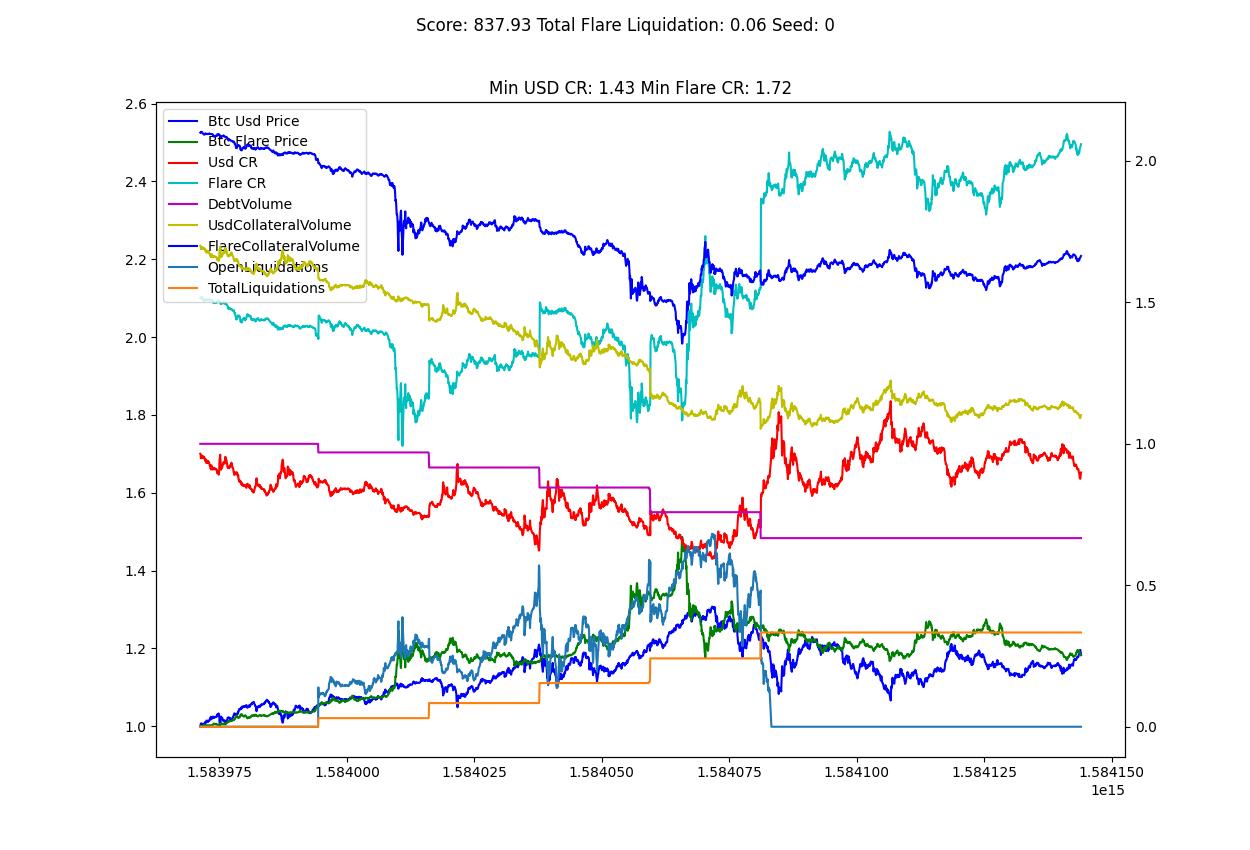 Score: 837.93 Total Flare Liquidation: 0.06 Seed: 0
Min USD CR: 1.43 Min Flare CR: 1.72
2.6
2.4
2.2
2.0
1.8
1.6
1.4
1.2
1.0
Btc Usd Price
Btc Flare Price
Usd CR
Flare CR
DebtVolume
UsdCollateralVolume
FlareCollateralVolume
OpenLiquidations
TotalLiquidations
2.0
1.5
1.0
0.5
0.0
1.583975 1.584000 1.584025 1.584050 1.584075 1.584100 1.584125 1.584150
1e15